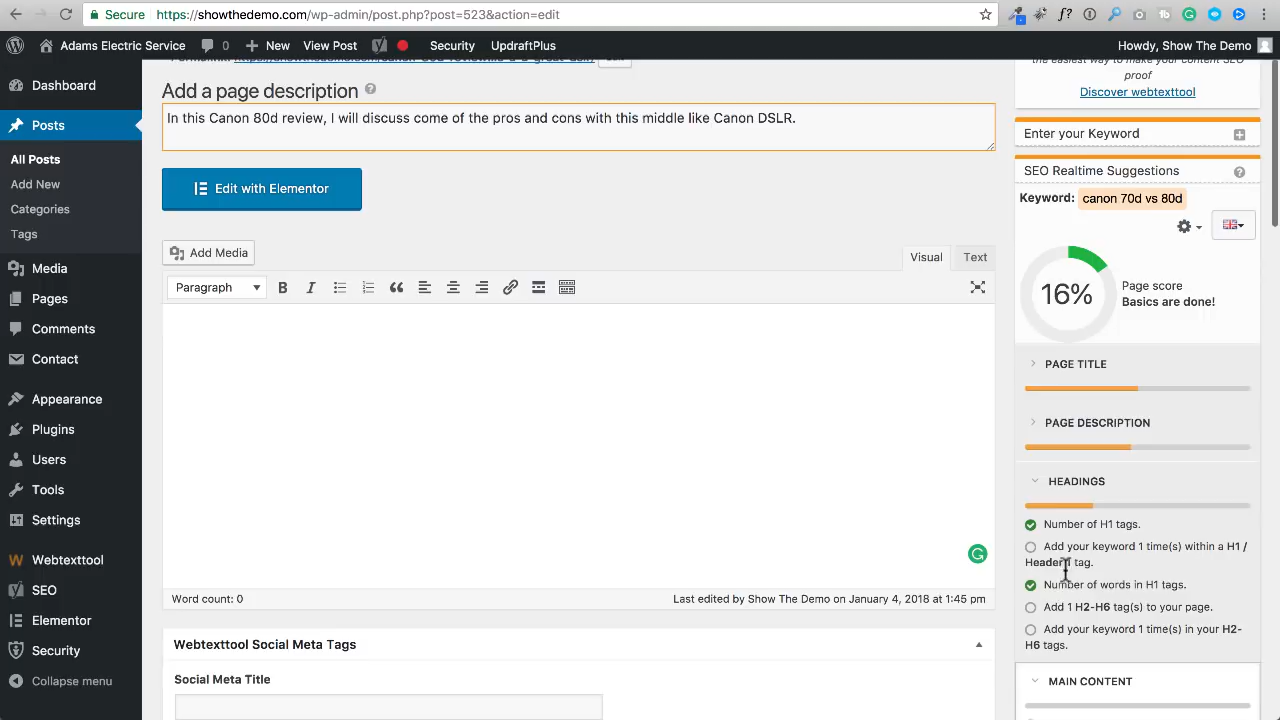 Secure https://showthedemo.com/wp-admin/post.php?post=523&action=edit
Adams Electric Service 0 New View Post Security UpdraftPlus Howdy, Show The Demo
Dashboard
Posts
All Posts
Add New
Categories
Tags
Media
Pages
Comments
Contact
Appearance
Plugins
Users
Tools
Settings
Webtexttool
SEO
Elementor
Security
Collapse menu
Add a page description
In this Canon 80d review, I will discuss come of the pros and cons with this middle like Canon DSLR.
Edit with Elementor
Add Media
Visual Text
Paragraph
Word count: 0 Last edited by Show The Demo on January 4, 2018 at 1:45 pm
Webtexttool Social Meta Tags
Social Meta Title
the easiest way to make your content SEO
proof
Discover webtexttool
Enter your Keyword
SEO Realtime Suggestions
Keyword: canon 70d vs 80d
16%
Page score
Basics are done!
PAGE TITLE
PAGE DESCRIPTION
HEADINGS
Number of H1 tags.
Add your keyword 1 time(s) within a H1 /
Header1 tag.
Number of words in H1 tags.
Add 1 H2-H6 tag(s) to your page.
Add your keyword 1 time(s) in your H2-
H6 tags.
MAIN CONTENT